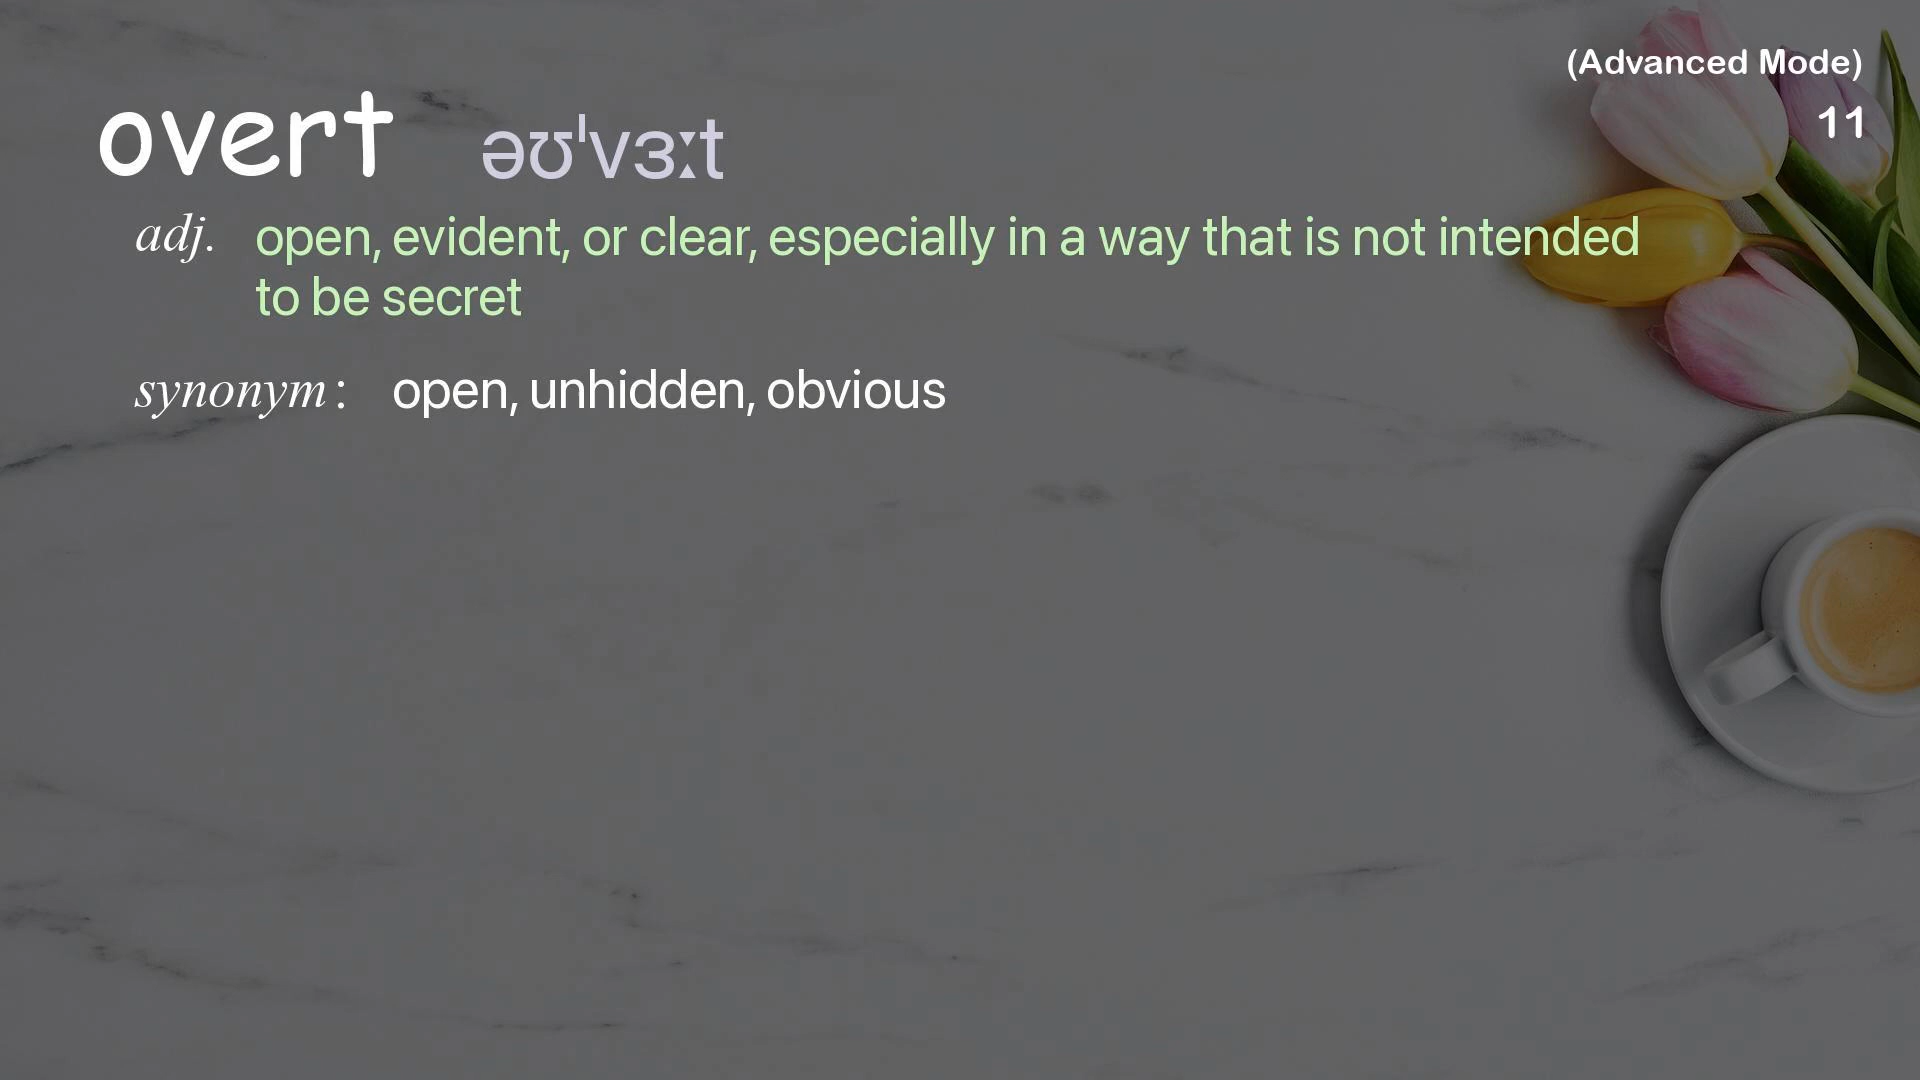 (Advanced Mode)
11
overt əʊˈvɜːt
adj. open, evident, or clear, especially in a way that is not intended
to be secret
synonym: open, unhidden, obvious